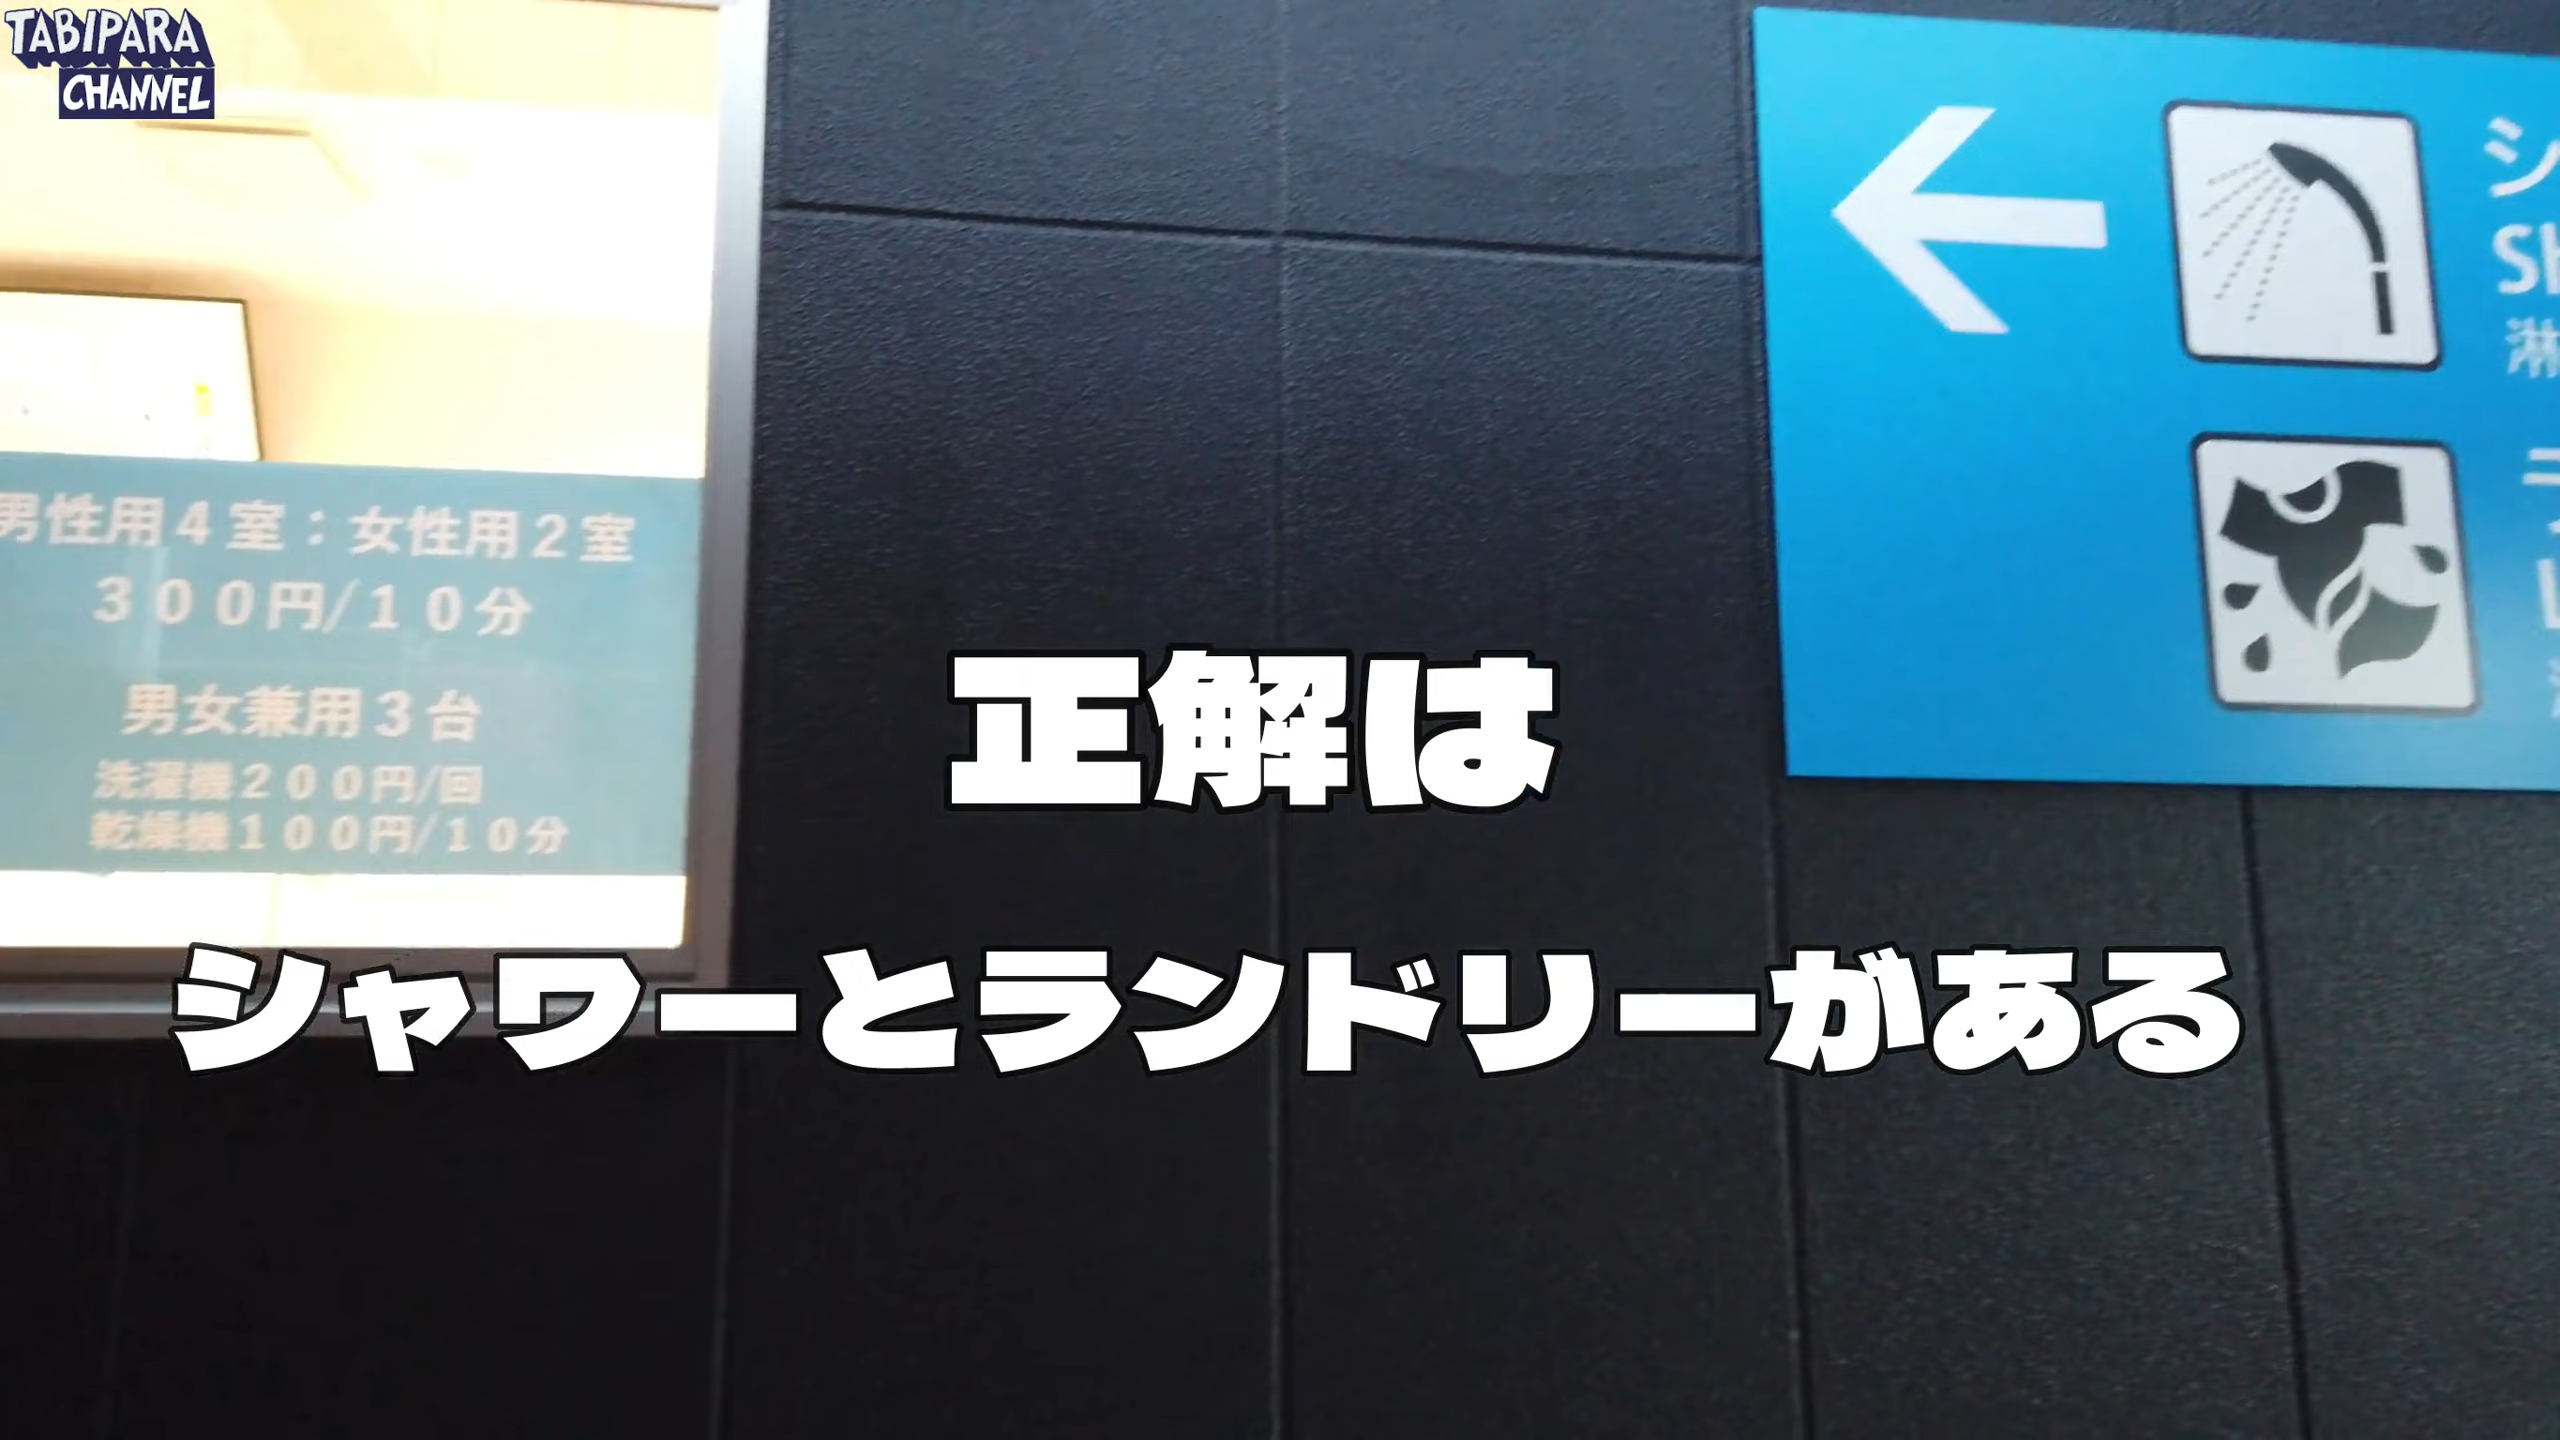 TABIPARA
CHANNEL
男性用4室：女性用2室
300円/10分
男女兼用3台
洗濯機200円/回
乾燥機100円/10分
シ
Sh
淋
正解は
シャワーとランドリーがある